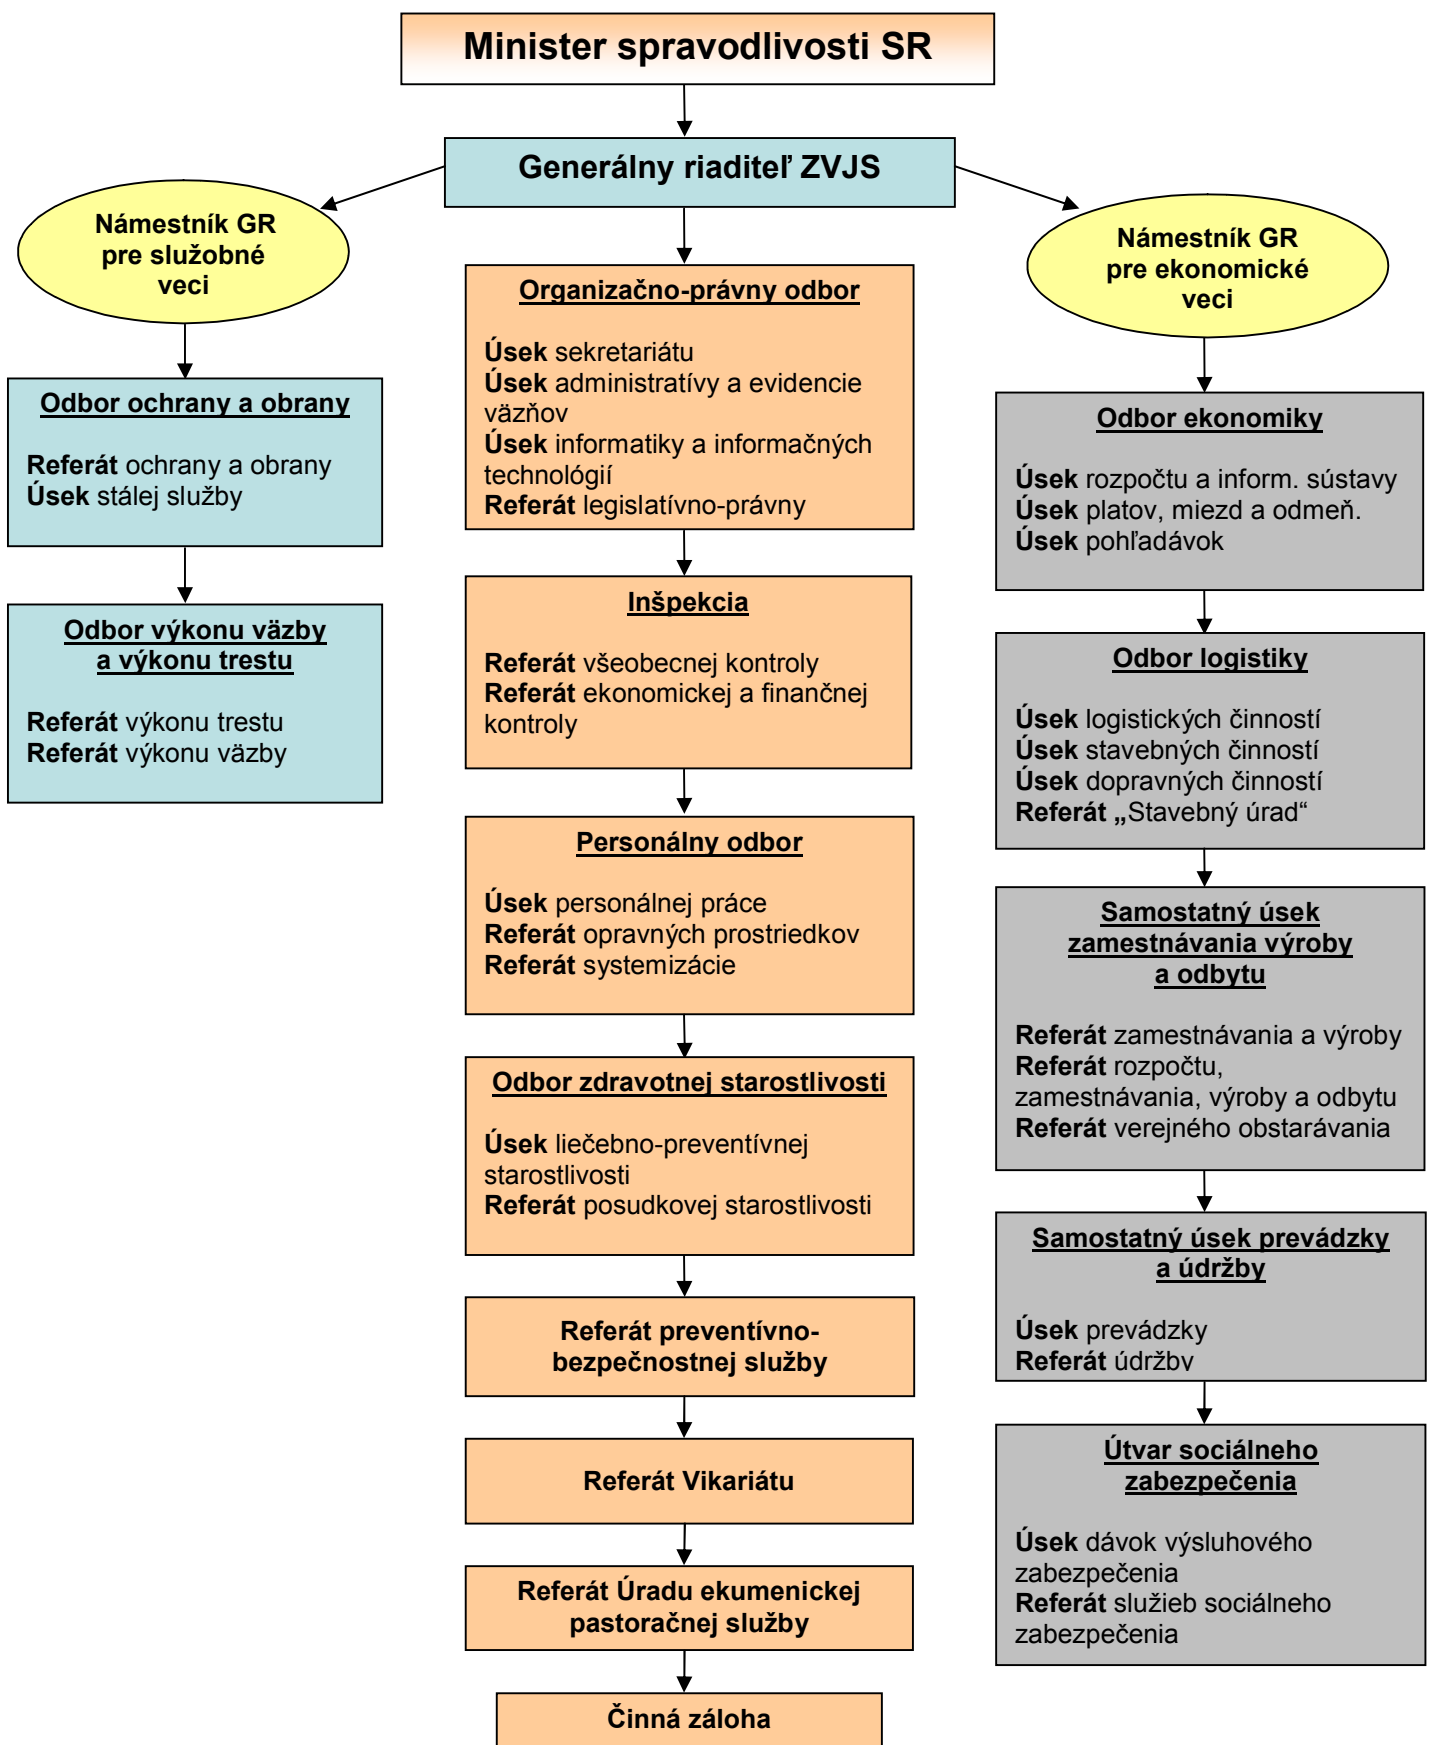 Minister spravodlivosti SR
Generálny riaditeľ ZVJS
Námestník GR
pre služobné
veci
Odbor ochrany a obrany
Referát ochrany a obrany
Úsek stálej služby
Odbor výkonu väzby
a výkonu trestu
Referát výkonu trestu
Referát výkonu väzby
Organizačno-právny odbor
Úsek sekretariátu
Úsek administratívy a evidencie
väzňov
Úsek informatiky a informačných
technológií
Referát legislatívno-právny
Inšpekcia
Referát všeobecnej kontroly
Referát ekonomickej a finančnej
kontroly
Personálny odbor
Úsek personálnej práce
Referát opravných prostriedkov
Referát systemizácie
Odbor zdravotnej starostlivosti
Úsek liečebno-preventívnej
starostlivosti
Referát posudkovej starostlivosti
Referát preventívno-
bezpečnostnej služby
Referát Vikariátu
Referát Úradu ekumenickej
pastoračnej služby
Činná záloha
Námestník GR
pre ekonomické
veci
Odbor ekonomiky
Úsek rozpočtu a inform. sústavy
Úsek platov, miezd a odmeň.
Úsek pohľadávok
Odbor logistiky
Úsek logistických činností
Úsek stavebných činností
Úsek dopravných činností
Referát „Stavebný úrad“
Samostatný úsek
zamestnávania výroby
a odbytu
Referát zamestnávania a výroby
Referát rozpočtu,
zamestnávania, výroby a odbytu
Referát verejného obstarávania
Samostatný úsek prevádzky
a údržby
Úsek prevádzky
Referát údržby
Útvar sociálneho
zabezpečenia
Úsek dávok výsluhového
zabezpečenia
Referát služieb sociálneho
zabezpečenia